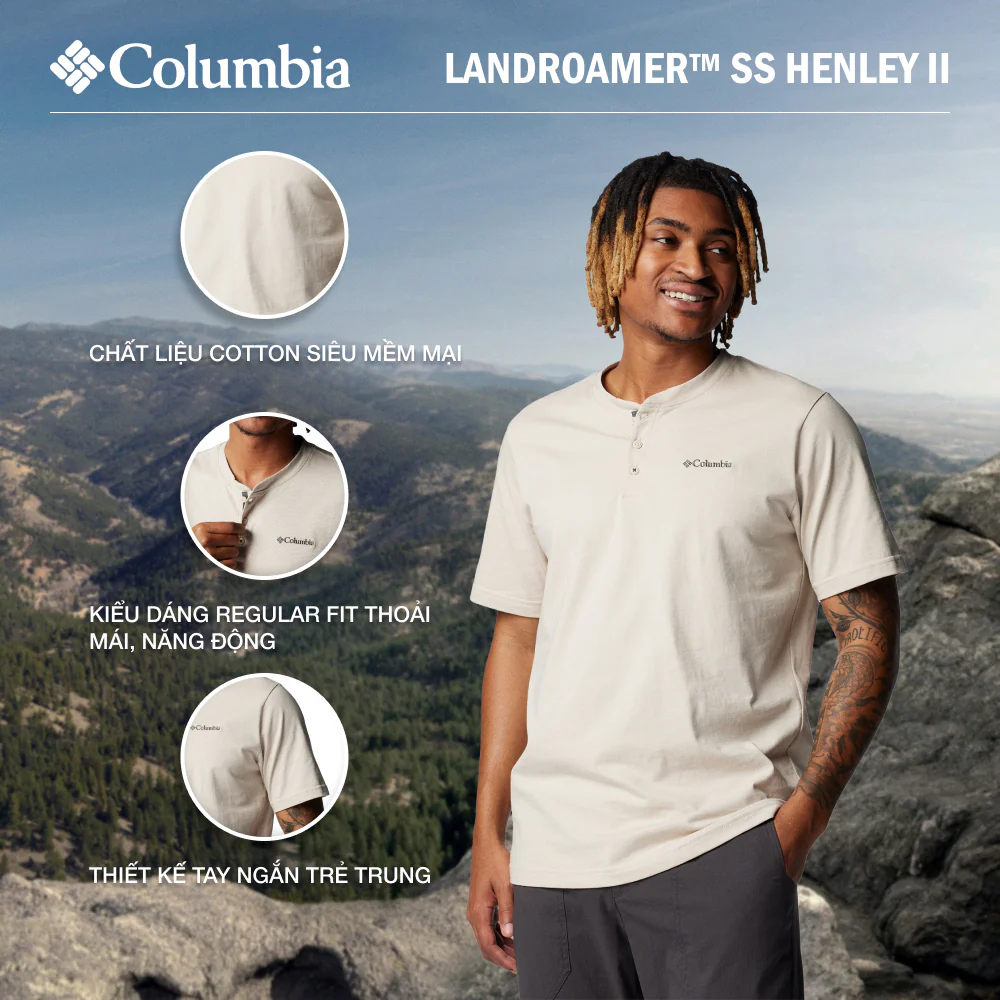 Columbia
LANDROAMER™ SS HENLEY II
CHẤT LIỆU COTTON SIÊU MỀM MẠI
Columbia
Columbia
KIỂU DÁNG REGULAR FIT THOẢI
MÁI, NĂNG ĐỘNG
Columbia
THIẾT KẾ TAY NGẮN TRẺ TRUNG